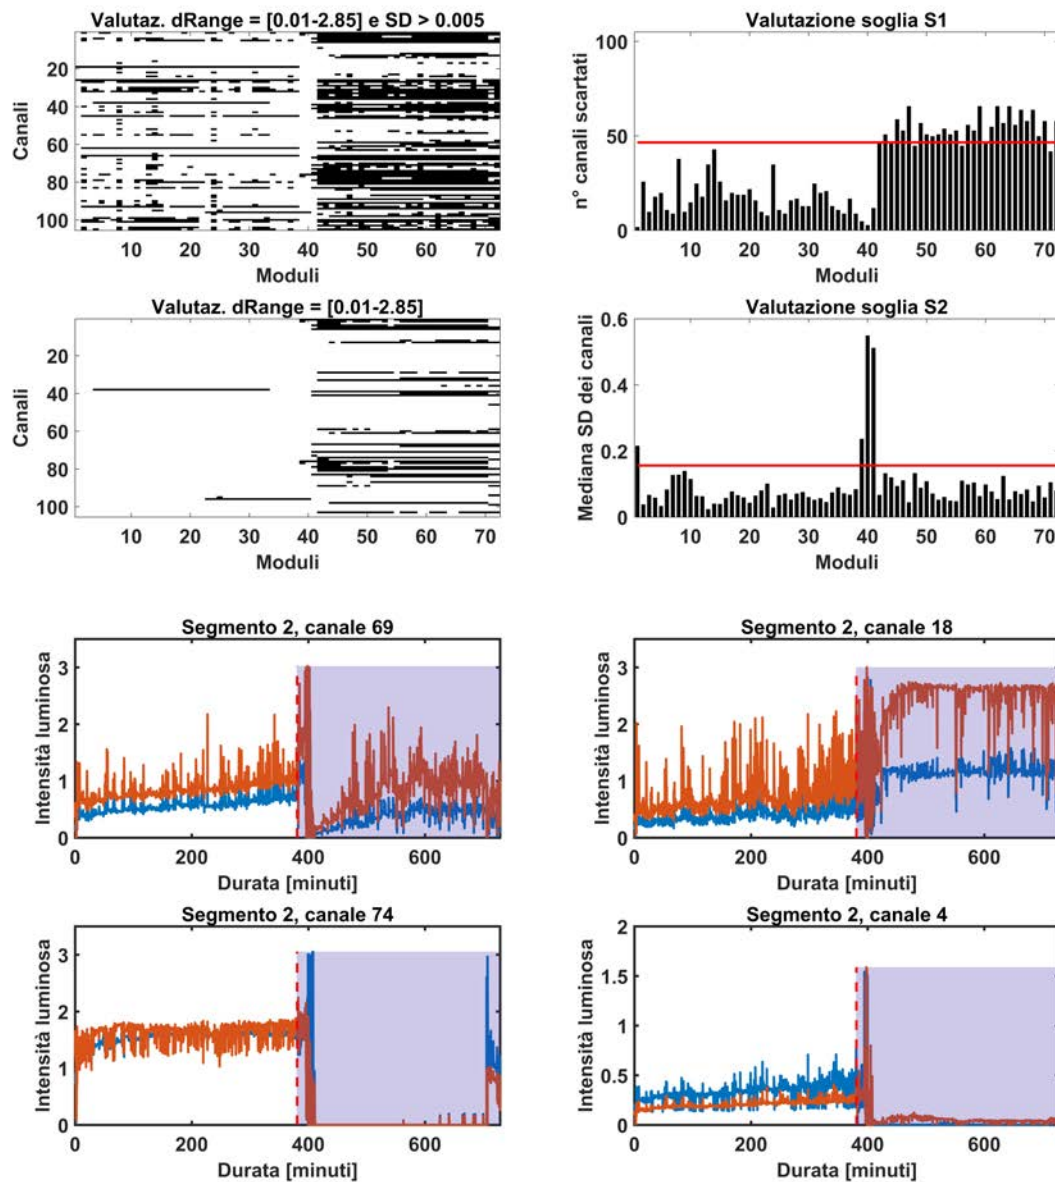 Valutaz. dRange = [0.01-2.85] e SD > 0.005
Canali
20
40
60
80
100
10 20 30 40 50 60 70
Moduli
Valutazione soglia S1
n° canali scartati
100
50
0
10 20 30 40 50 60 70
Moduli
Valutaz. dRange = [0.01-2.85]
Canali
20
40
60
80
100
10 20 30 40 50 60 70
Moduli
Valutazione soglia S2
Mediana SD dei canali
0.6
0.4
0.2
0
10 20 30 40 50 60 70
Moduli
Segmento 2, canale 69
Intensità luminosa
3
2
1
0
0 200 400 600
Durata [minuti]
Segmento 2, canale 18
Intensità luminosa
3
2
1
0
0 200 400 600
Durata [minuti]
Segmento 2, canale 74
Intensità luminosa
3
2
1
0
0 200 400 600
Durata [minuti]
Segmento 2, canale 4
Intensità luminosa
2
1.5
1
0.5
0
0 200 400 600
Durata [minuti]